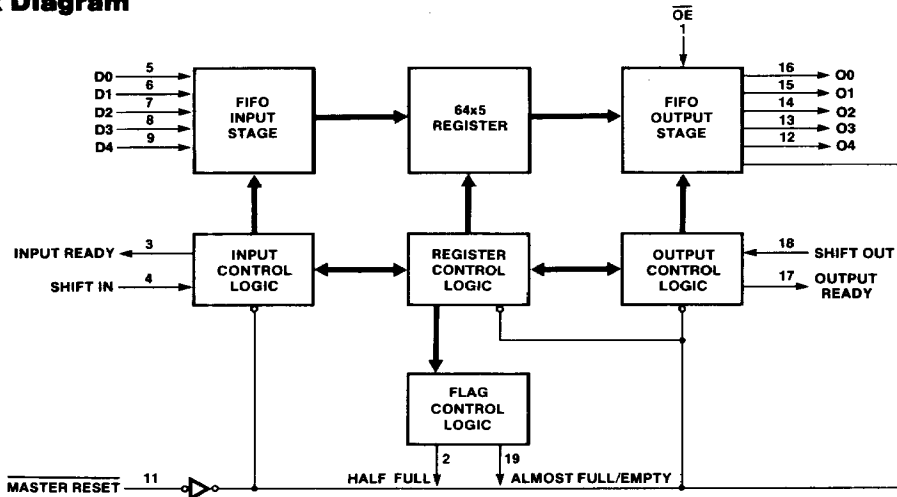 Diagram
OE
1
D0 5
D1 6
D2 7
D3 8
D4 9
FIFO
INPUT
STAGE
64x5
REGISTER
FIFO
OUTPUT
STAGE
16 O0
15 O1
14 O2
13 O3
12 O4
INPUT READY 3
SHIFT IN 4
INPUT
CONTROL
LOGIC
REGISTER
CONTROL
LOGIC
OUTPUT
CONTROL
LOGIC
18 SHIFT OUT
17 OUTPUT
READY
FLAG
CONTROL
LOGIC
2 19
HALF FULL ALMOST FULL/EMPTY
MASTER RESET 11